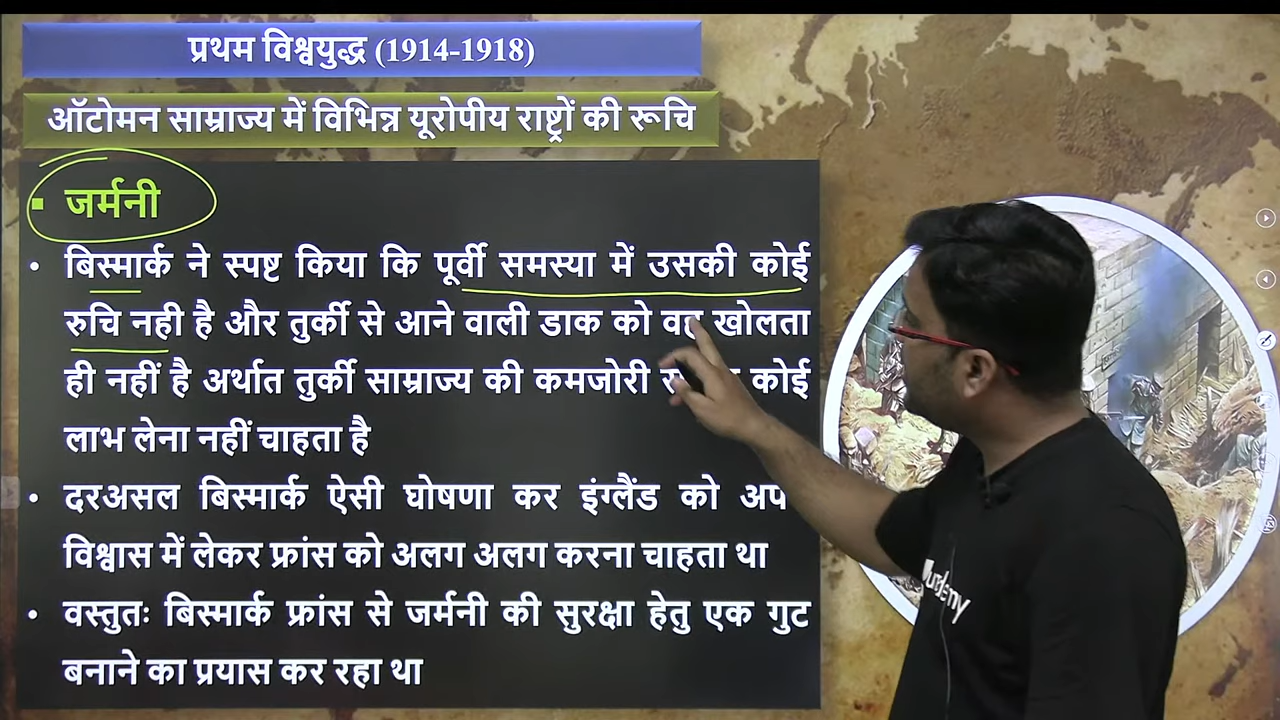 प्रथम विश्वयुद्ध (1914-1918)
ऑटोमन साम्राज्य में विभिन्न यूरोपीय राष्ट्रों की रूचि
▪ जर्मनी
• बिस्मार्क ने स्पष्ट किया कि पूर्वी समस्या में उसकी कोई
रुचि नही है और तुर्की से आने वाली डाक को खोलता
ही नहीं है अर्थात तुर्की साम्राज्य की कमजोरी कोई
लाभ लेना नहीं चाहता है
• दरअसल बिस्मार्क ऐसी घोषणा कर इंग्लैंड को
विश्वास में लेकर फ्रांस को अलग अलग करना चाहता था
• वस्तुतः बिस्मार्क फ्रांस से जर्मनी की सुरक्षा हेतु एक गुट
बनाने का प्रयास कर रहा था